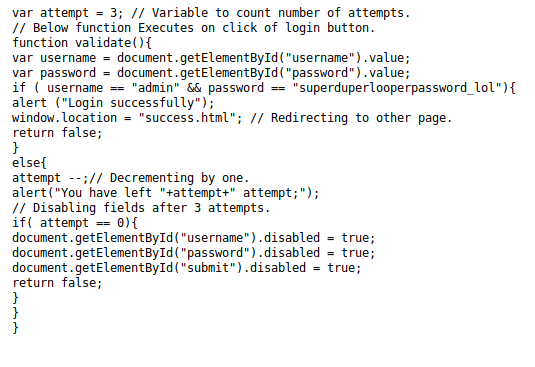 var attempt = 3; // Variable to count number of attempts.
// Below function Executes on click of login button.
function validate(){
var username = document.getElementById("username").value;
var password = document.getElementById("password").value;
if ( username == "admin" && password == "superduperlooperpassword_lol"){
alert ("Login successfully");
window.location = "success.html"; // Redirecting to other page.
return false;
}
else{
attempt --;// Decrementing by one.
alert("You have left "+attempt+" attempt;");
// Disabling fields after 3 attempts.
if( attempt == 0){
document.getElementById("username").disabled = true;
document.getElementById("password").disabled = true;
document.getElementById("submit").disabled = true;
return false;
}
}
}